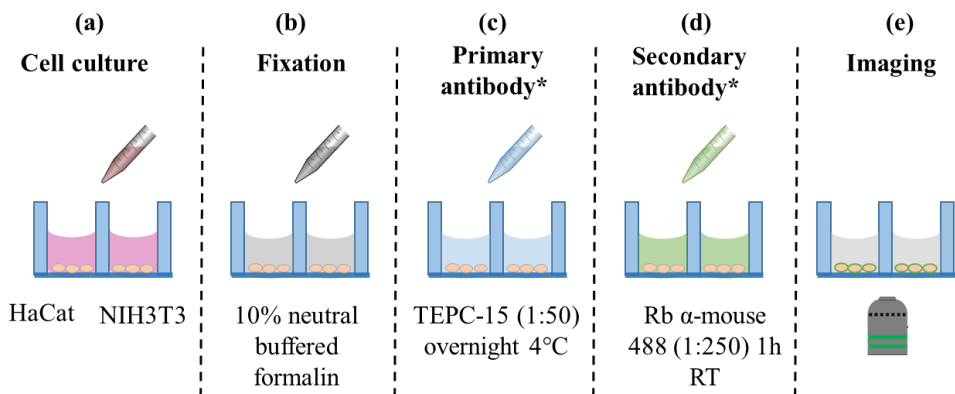 (a)
Cell culture
HaCat NIH3T3
(b)
Fixation
10% neutral
buffered
formalin
(c)
Primary
antibody*
TEPC-15 (1:50)
overnight 4°C
(d)
Secondary
antibody*
Rb α-mouse
488 (1:250) 1h
RT
(e)
Imaging